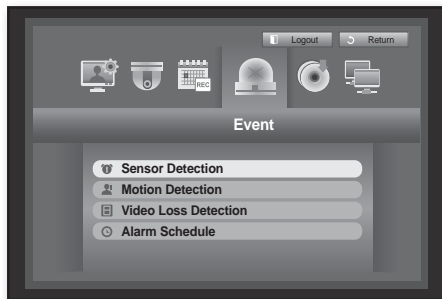 Logout Return
REC
Event
Sensor Detection
Motion Detection
Video Loss Detection
Alarm Schedule